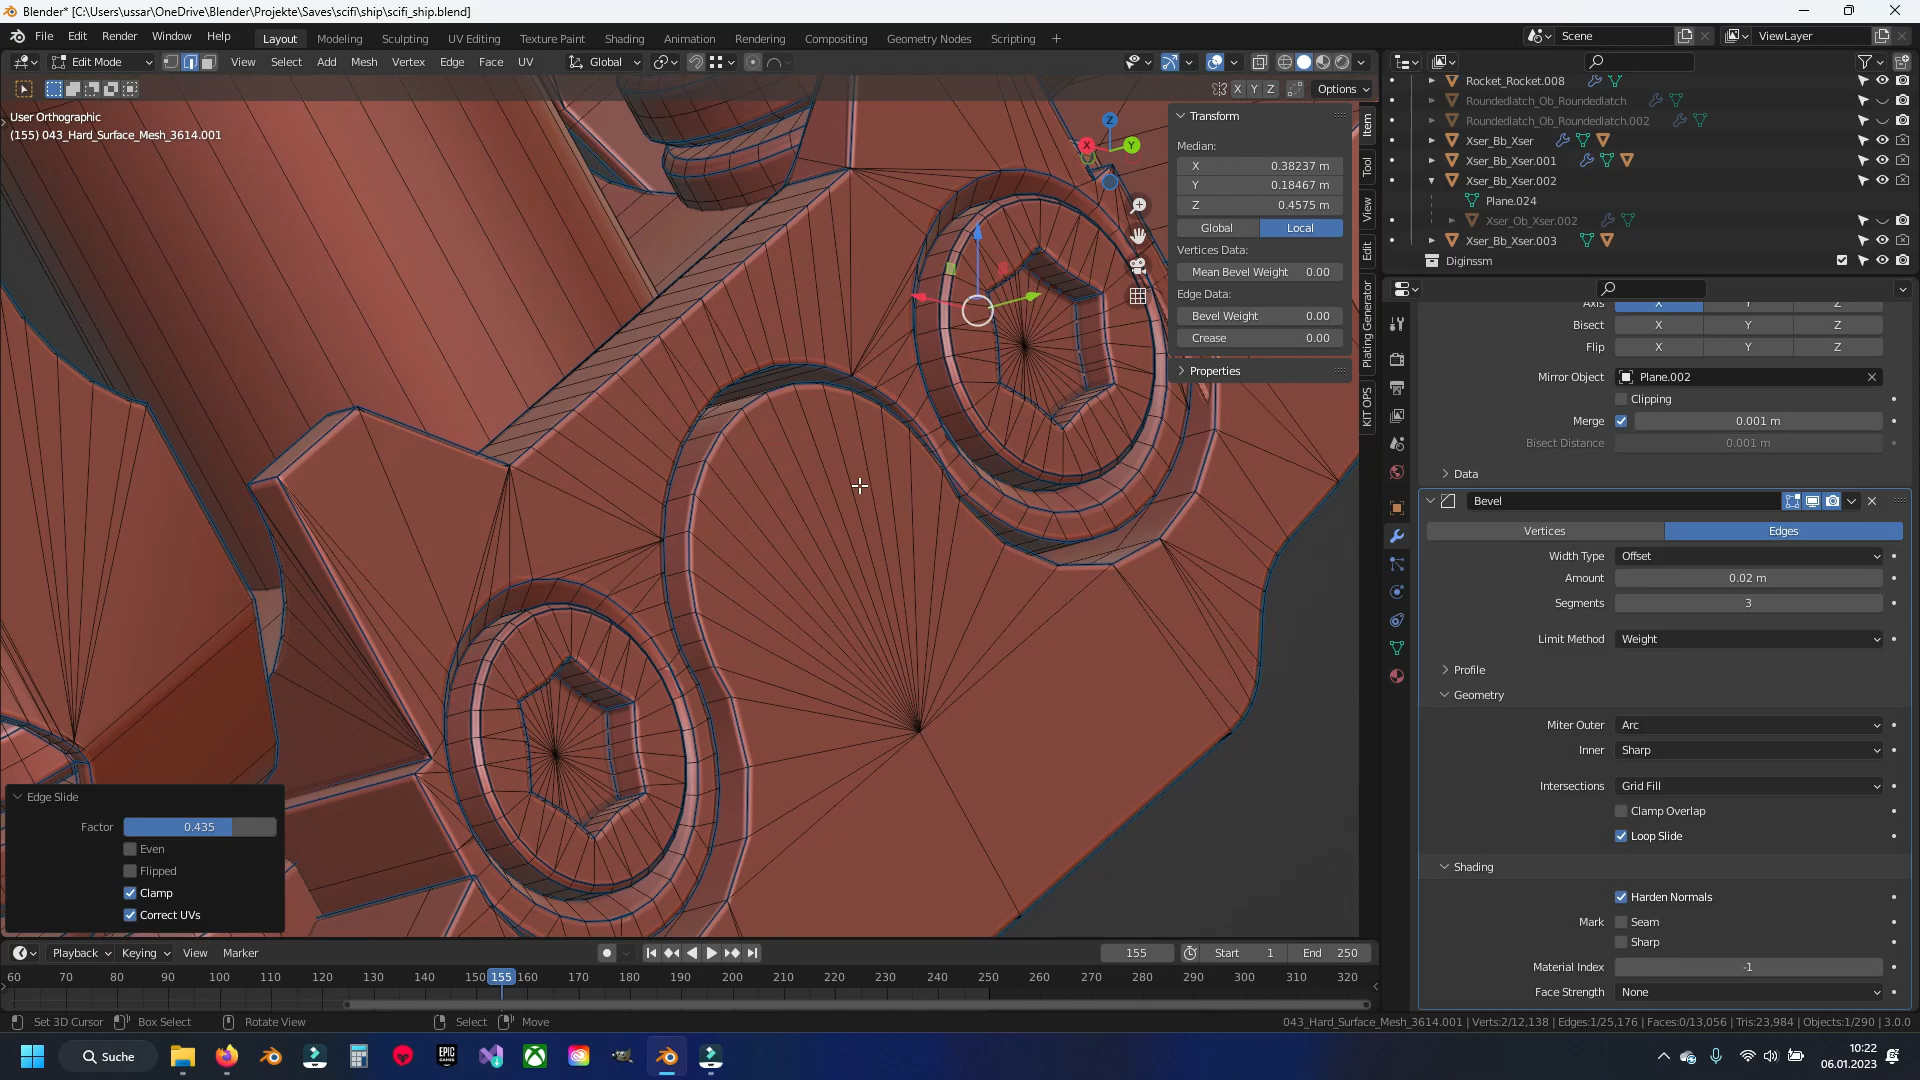 Blender* [C:\Users\ussar\OneDrive\Blender\Projekte\Saves\scifi\ship\scifi_ship.blend]
File Edit Render Window Help Layout Modeling Sculpting UV Editing Texture Paint Shading Animation Rendering Compositing Geometry Nodes Scripting + Scene ViewLayer
Edit Mode View Select Add Mesh Vertex Edge Face UV Global
X Y Z Options
User Orthographic
(155) 043_Hard_Surface_Mesh_3614.001
Z
X
Y
Transform
Median:
X 0.38237 m
Y 0.18467 m
Z 0.4575 m
Global Local
Vertices Data:
Mean Bevel Weight 0.00
Edge Data:
Bevel Weight 0.00
Crease 0.00
Properties
Item
Tool
View
Edit
Plating Generator
KIT OPS
Rocket_Rocket.008
Roundedlatch_Ob_Roundedlatch
Roundedlatch_Ob_Roundedlatch.002
Xser_Bb_Xser
Xser_Bb_Xser.001
Xser_Bb_Xser.002
Plane.024
Xser_Ob_Xser.002
Xser_Bb_Xser.003
Diginssm
Axis X Y Z
Bisect X Y Z
Flip X Y Z
Mirror Object Plane.002
Clipping
Merge 0.001 m
Bisect Distance 0.001 m
Data
Bevel
Vertices Edges
Width Type Offset
Amount 0.02 m
Segments 3
Limit Method Weight
Profile
Geometry
Miter Outer Arc
Inner Sharp
Intersections Grid Fill
Clamp Overlap
Loop Slide
Shading
Harden Normals
Mark Seam
Sharp
Material Index -1
Face Strength None
Edge Slide
Factor 0.435
Even
Flipped
Clamp
Correct UVs
Playback Keying View Marker 155 Start 1 End 250
60 70 80 90 100 110 120 130 140 150 155 160 170 180 190 200 210 220 230 240 250 260 270 280 290 300 310 320
Set 3D Cursor Box Select Rotate View Select Move 043_Hard_Surface_Mesh_3614.001 | Verts:2/12,138 | Edges:1/25,176 | Faces:0/13,056 | Tris:23,984 | Objects:1/290 | 3.0.0
Suche
EPIC GAMES
10:22
06.01.2023